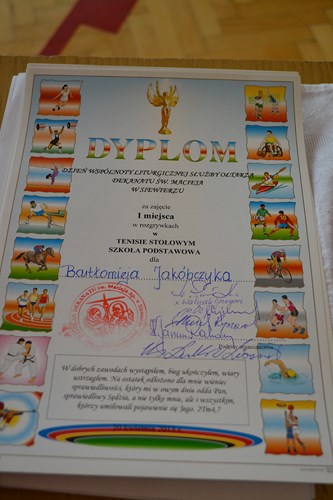 DYPLOM
DZIEŃ WSPÓLNOTY LITURGICZNEJ SŁUŻBY OŁTARZA
DEKANATU ŚW. MACIEJA
W SIEWIERZU
za zajęcie
I miejsca
w rozgrywkach
w
TENISIE STOŁOWYM
SZKOŁA PODSTAWOWA
dla
Bartłomieja Jakóbczyka
W dobrych zawodach wystąpiłem, bieg ukończyłem, wiary
ustrzegłem. Na ostatek odłożono dla mnie wieniec
sprawiedliwości, który mi w owym dniu odda Pan,
sprawiedliwy Sędzia, a nie tylko mnie, ale i wszystkim,
którzy umiłowali pojawienie się Jego. 2Tm4,7